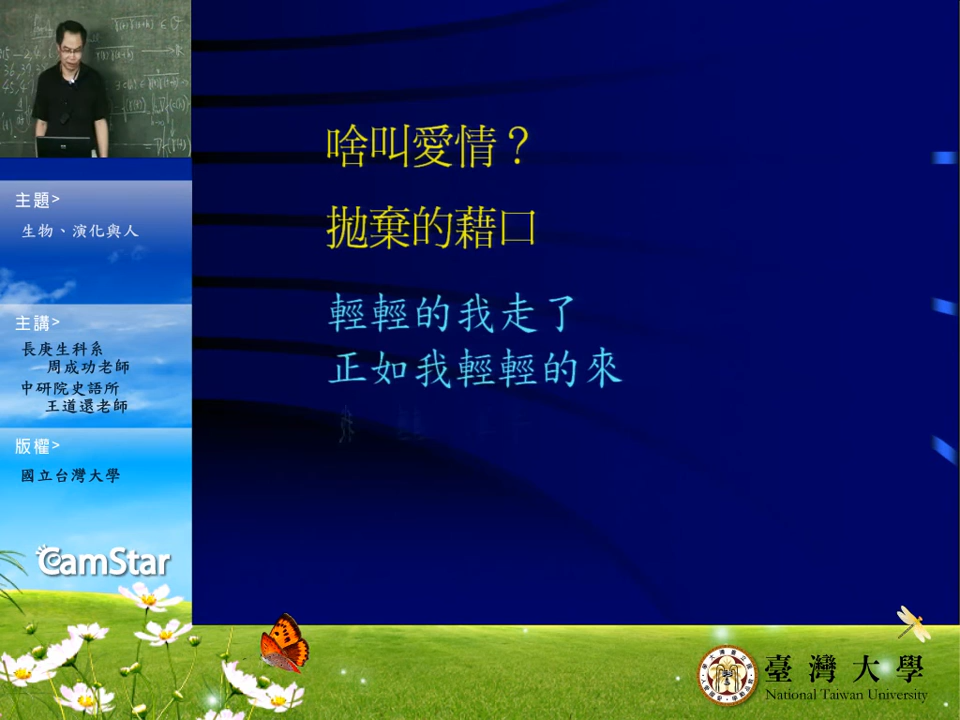 主題>
生物、演化與人
主講>
長庚生科系
周成功老師
中研院史語所
王道還老師
版權>
國立台灣大學
CamStar
啥叫愛情？
拋棄的藉口
輕輕的我走了
正如我輕輕的來
臺灣大學
National Taiwan University